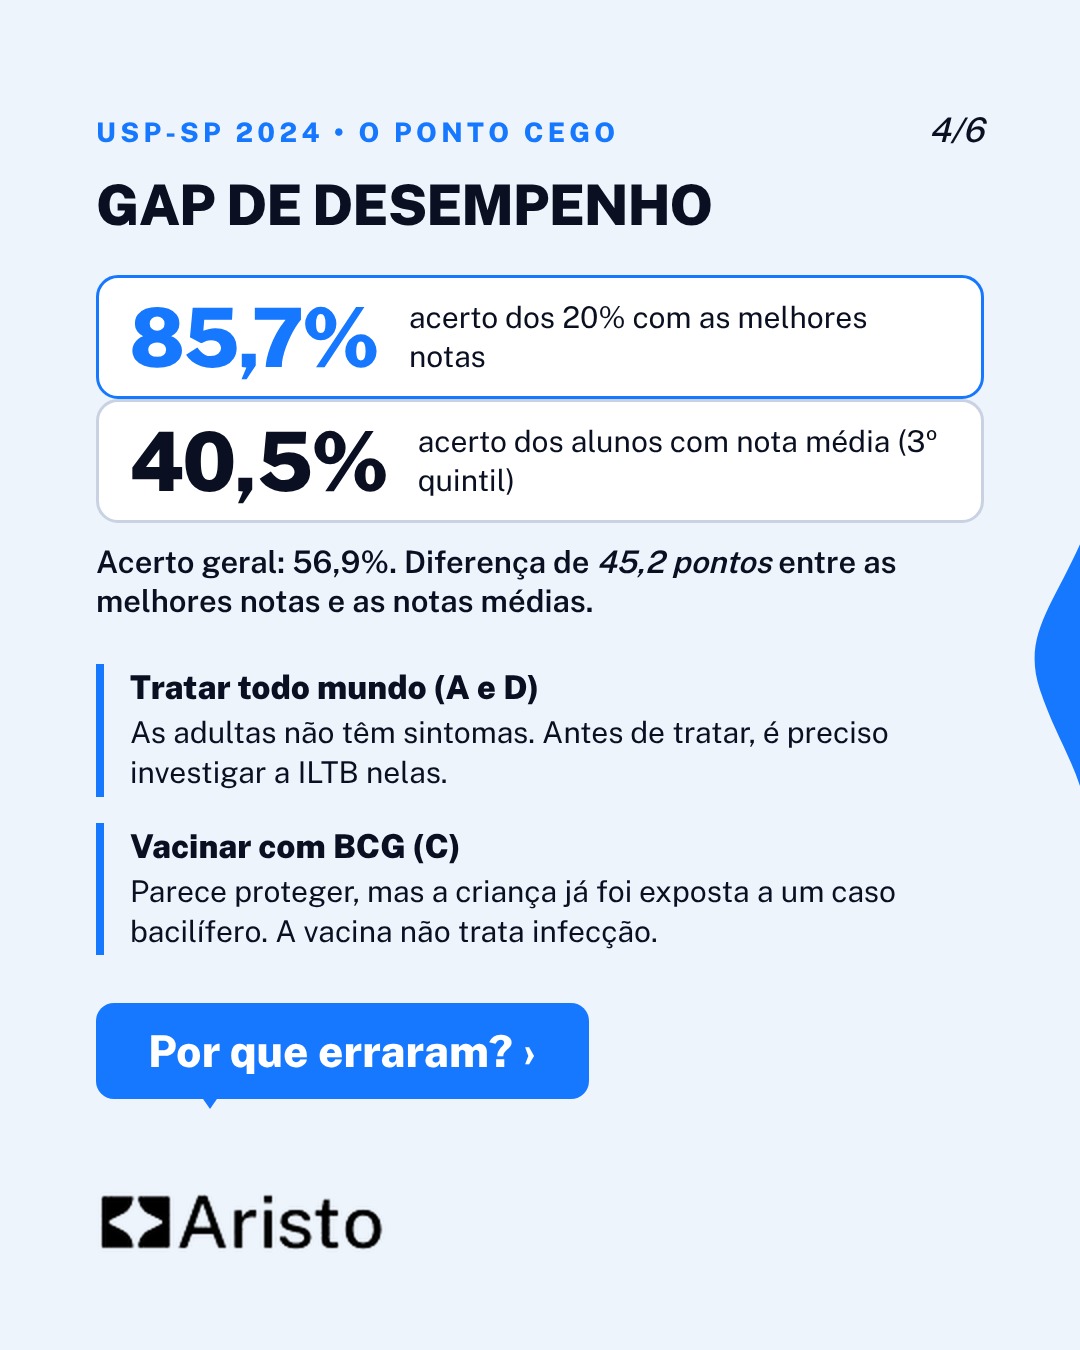 USP-SP 2024 • O PONTO CEGO
4/6
GAP DE DESEMPENHO
85,7%
acerto dos 20% com as melhores
notas
40,5%
acerto dos alunos com nota média (3º
quintil)
Acerto geral: 56,9%. Diferença de 45,2 pontos entre as
melhores notas e as notas médias.
Tratar todo mundo (A e D)
As adultas não têm sintomas. Antes de tratar, é preciso
investigar a ILTB nelas.
Vacinar com BCG (C)
Parece proteger, mas a criança já foi exposta a um caso
bacilífero. A vacina não trata infecção.
Por que erraram? ›
Aristo